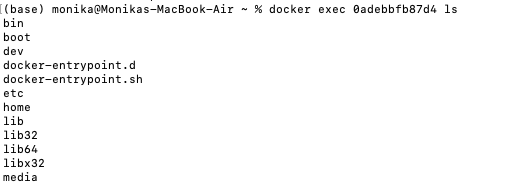 (base) monika@Monikas-MacBook-Air ~ % docker exec 0adebbfb87d4 ls
bin
boot
dev
docker-entrypoint.d
docker-entrypoint.sh
etc
home
lib
lib32
lib64
libx32
media